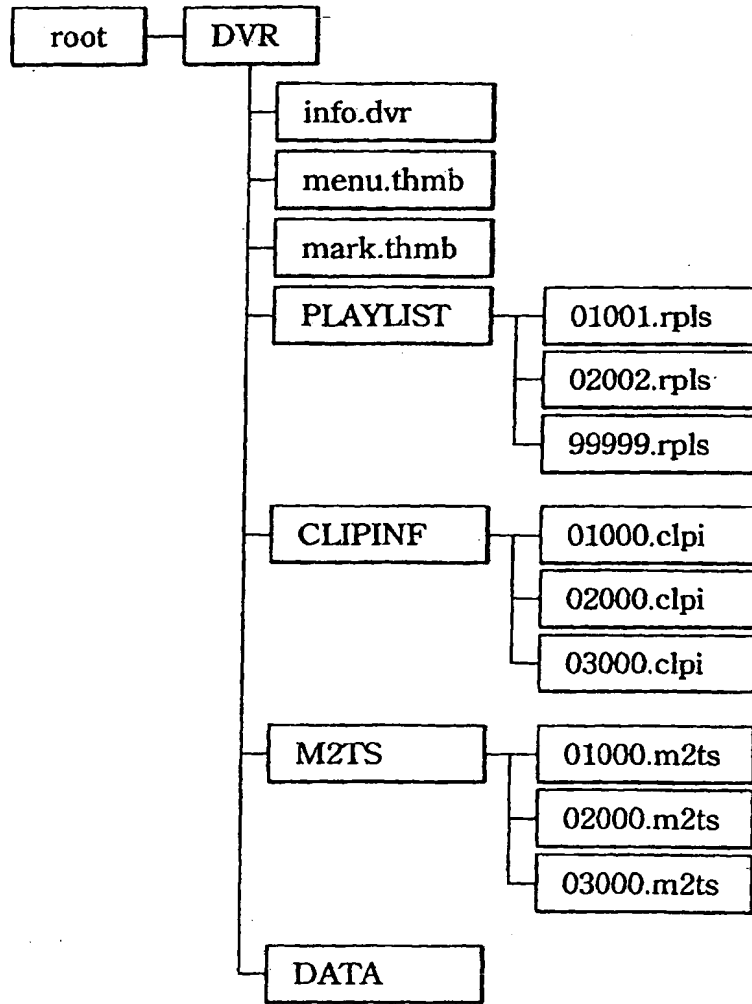 root DVR
info.dvr
menu.thmb
mark.thmb
PLAYLIST 01001.rpls
02002.rpls
99999.rpls
CLIPINF 01000.clpi
02000.clpi
03000.clpi
M2TS 01000.m2ts
02000.m2ts
03000.m2ts
DATA